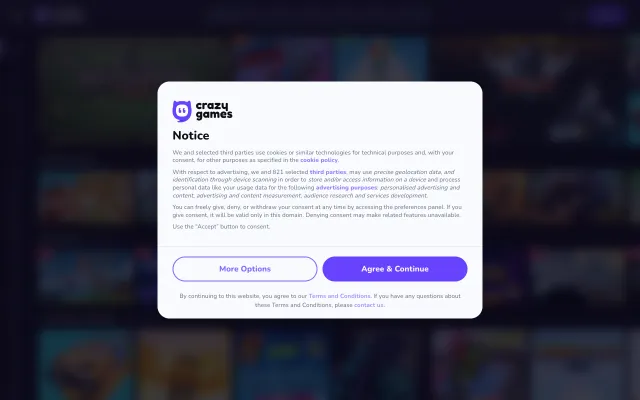 crazy
games
Notice
We and selected third parties use cookies or similar technologies for technical purposes and, with your
consent, for other purposes as specified in the cookie policy.
With respect to advertising, we and 821 selected third parties, may use precise geolocation data, and
identification through device scanning in order to store and/or access information on a device and process
personal data like your usage data for the following advertising purposes: personalised advertising and
content, advertising and content measurement, audience research and services development.
You can freely give, deny, or withdraw your consent at any time by accessing the preferences panel. If you
give consent, it will be valid only in this domain. Denying consent may make related features unavailable.
Use the "Accept" button to consent.
More Options
Agree & Continue
By continuing to this website, you agree to our Terms and Conditions. If you have any questions about
these Terms and Conditions, please contact us.